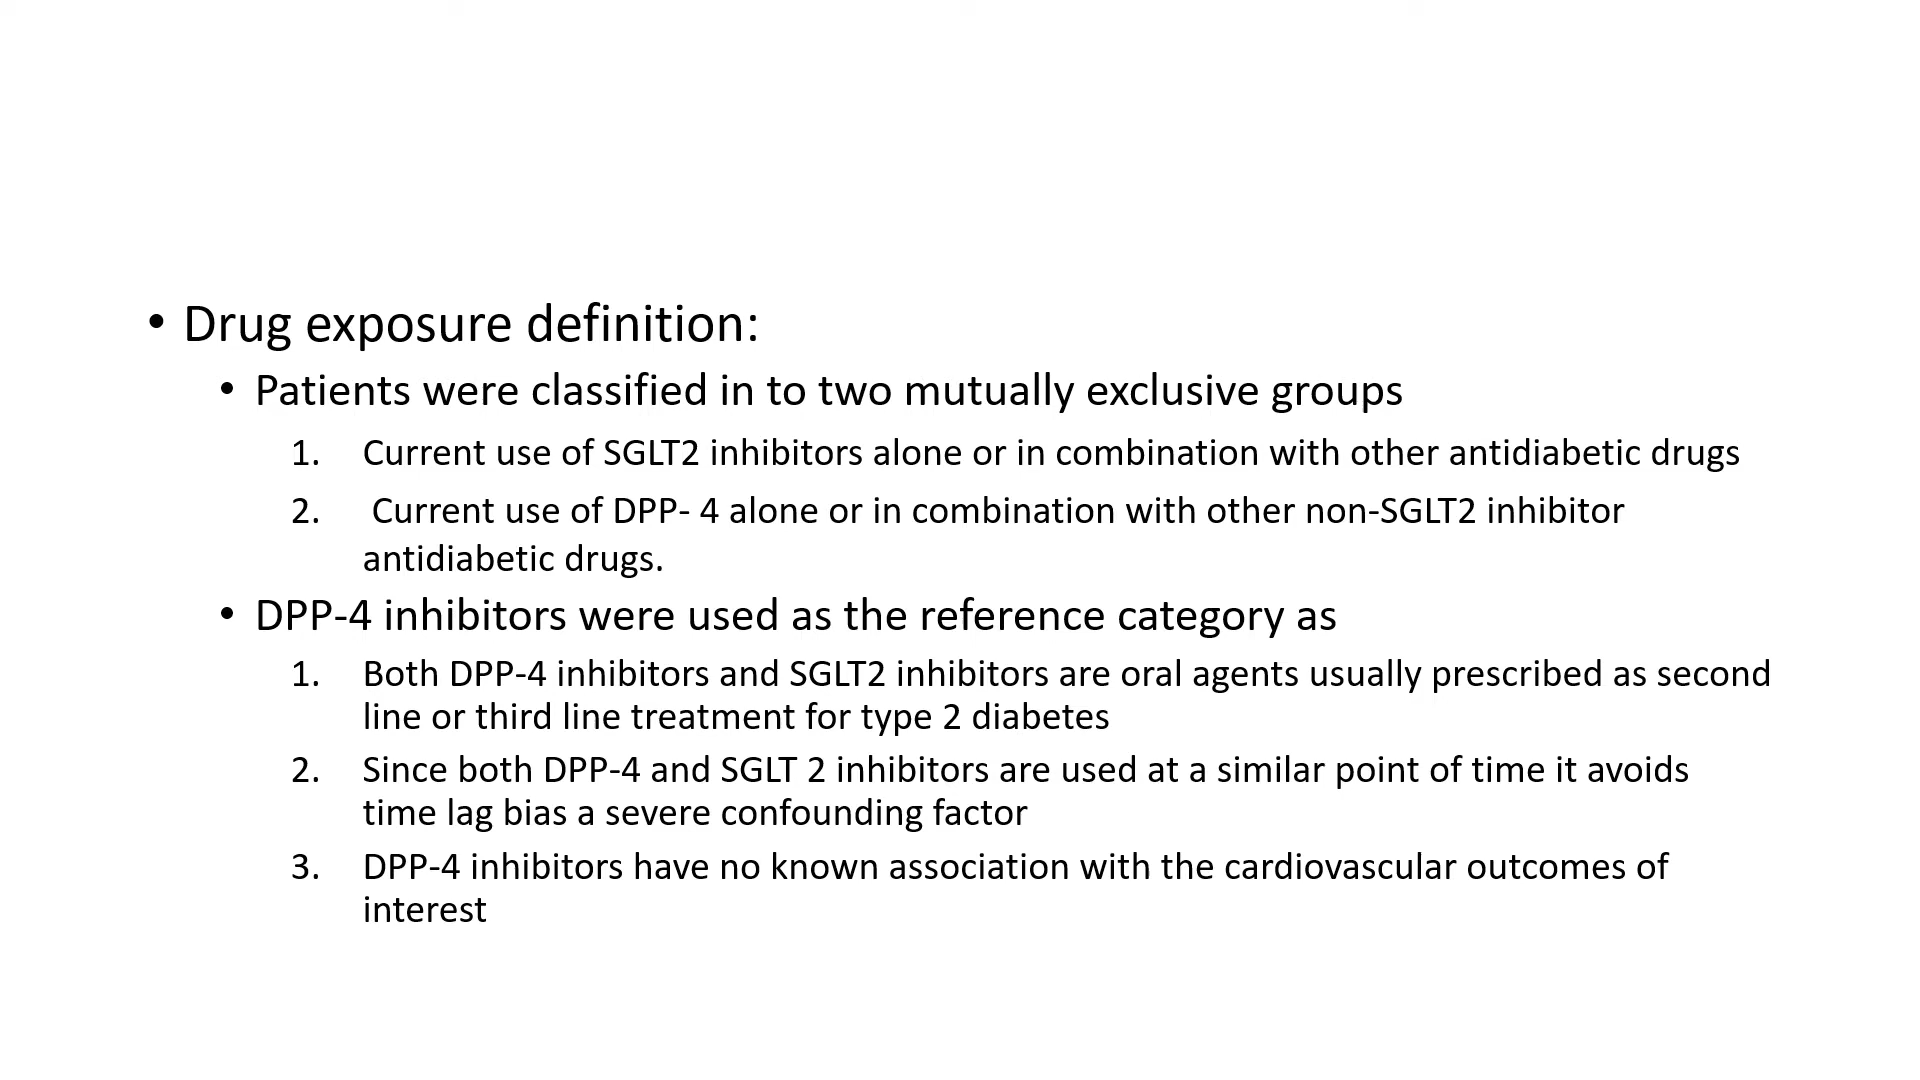 • Drug exposure definition:
• Patients were classified in to two mutually exclusive groups
1. Current use of SGLT2 inhibitors alone or in combination with other antidiabetic drugs
2. Current use of DPP- 4 alone or in combination with other non-SGLT2 inhibitor
antidiabetic drugs.
• DPP-4 inhibitors were used as the reference category as
1. Both DPP-4 inhibitors and SGLT2 inhibitors are oral agents usually prescribed as second
line or third line treatment for type 2 diabetes
2. Since both DPP-4 and SGLT 2 inhibitors are used at a similar point of time it avoids
time lag bias a severe confounding factor
3. DPP-4 inhibitors have no known association with the cardiovascular outcomes of
interest